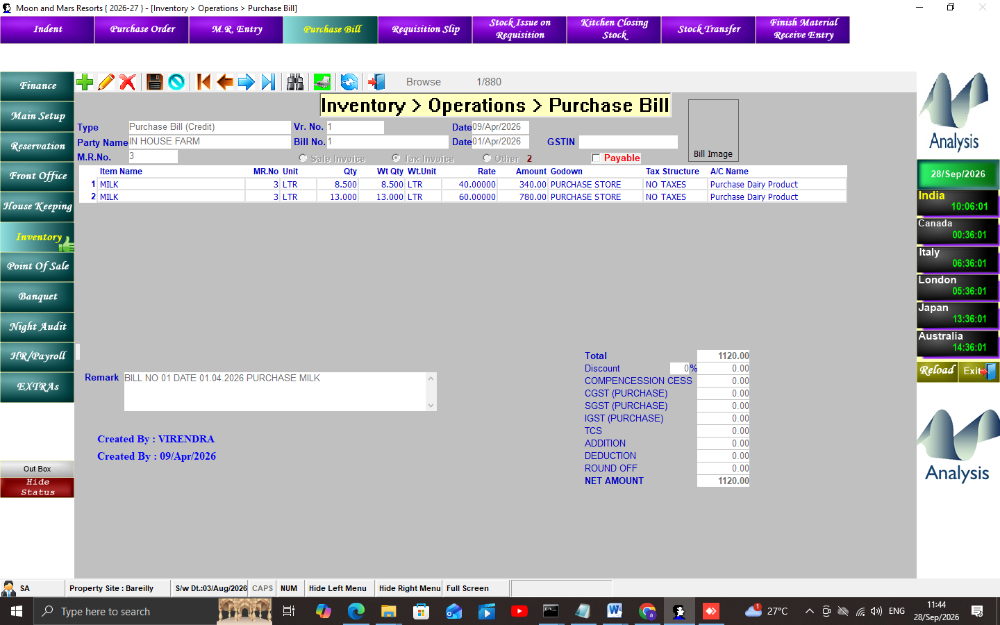 Moon and Mars Resorts { 2026-27 } - [Inventory > Operations > Purchase Bill]
Indent
Purchase Order
M.R. Entry
Purchase Bill
Requisition Slip
Stock Issue on Requisition
Kitchen Closing Stock
Stock Transfer
Finish Material Receive Entry
Browse 1/880
Inventory > Operations > Purchase Bill
Type Purchase Bill (Credit) Vr. No. 1 Date 09/Apr/2026
Party Name IN HOUSE FARM Bill No. 1 Date 01/Apr/2026 GSTIN
M.R.No. 3
Sale Invoice Tax Invoice Other 2 Payable
Bill Image
Item Name MR.No Unit Qty Wt Qty Wt.Unit Rate Amount Godown Tax Structure A/C Name
1 MILK 3 LTR 8.500 8.500 LTR 40.00000 340.00 PURCHASE STORE NO TAXES Purchase Dairy Product
2 MILK 3 LTR 13.000 13.000 LTR 60.00000 780.00 PURCHASE STORE NO TAXES Purchase Dairy Product
Finance
Main Setup
Reservation
Front Office
House Keeping
Inventory
Point Of Sale
Banquet
Night Audit
HR/Payroll
EXTRAs
Out Box
Hide Status
Remark BILL NO 01 DATE 01.04.2026 PURCHASE MILK
Created By : VIRENDRA
Created By : 09/Apr/2026
Total 1120.00
Discount 0% 0.00
COMPENCESSION CESS 0.00
CGST (PURCHASE) 0.00
SGST (PURCHASE) 0.00
IGST (PURCHASE) 0.00
TCS 0.00
ADDITION 0.00
DEDUCTION 0.00
ROUND OFF 0.00
NET AMOUNT 1120.00
Analysis
28/Sep/2026
India
10:06:01
Canada
00:36:01
Italy
06:36:01
London
05:36:01
Japan
13:36:01
Australia
14:36:01
Reload Exit
Analysis
SA Property Site : Bareilly S/w Dt.:03/Aug/2026 CAPS NUM Hide Left Menu Hide Right Menu Full Screen
Type here to search
1
27°C
ENG
11:44
28/Sep/2026